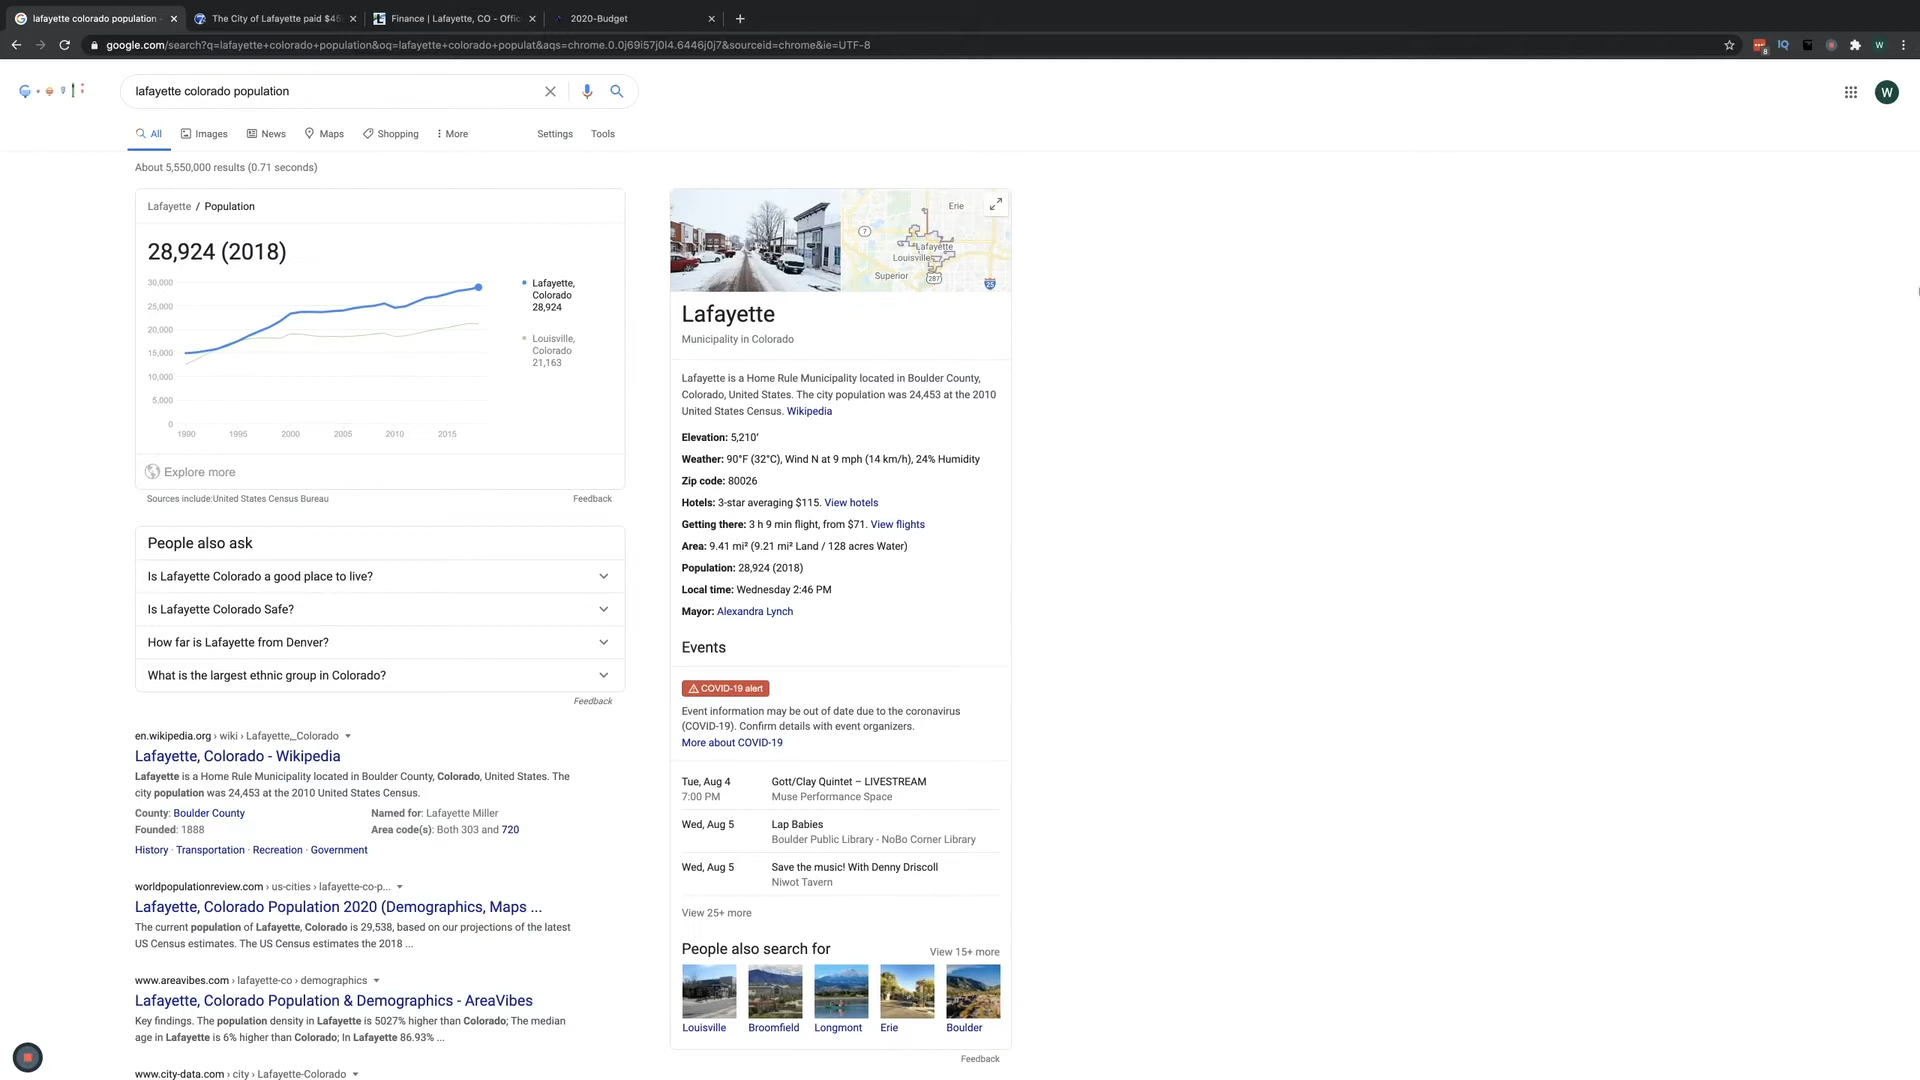 lafayette colorado population -
The City of Lafayette paid $45
Finance | Lafayette, CO - Offic
2020-Budget
google.com/search?q=lafayette+colorado+population&oq=lafayette+colorado+populat&aqs=chrome.0.0j69i57j0l4.6446j0j7&sourceid=chrome&ie=UTF-8
8
IQ
W
lafayette colorado population
W
All
Images
News
Maps
Shopping
More
Settings
Tools
About 5,550,000 results (0.71 seconds)
Lafayette / Population
28,924 (2018)
30,000
25,000
20,000
15,000
10,000
5,000
0
1990
1995
2000
2005
2010
2015
Lafayette,
Colorado
28,924
Louisville,
Colorado
21,163
Explore more
Sources include:United States Census Bureau
Feedback
People also ask
Is Lafayette Colorado a good place to live?
Is Lafayette Colorado Safe?
How far is Lafayette from Denver?
What is the largest ethnic group in Colorado?
Feedback
en.wikipedia.org › wiki › Lafayette,_Colorado
Lafayette, Colorado - Wikipedia
Lafayette is a Home Rule Municipality located in Boulder County, Colorado, United States. The
city population was 24,453 at the 2010 United States Census.
County: Boulder County
Named for: Lafayette Miller
Founded: 1888
Area code(s): Both 303 and 720
History · Transportation · Recreation · Government
worldpopulationreview.com › us-cities › lafayette-co-p...
Lafayette, Colorado Population 2020 (Demographics, Maps ...
The current population of Lafayette, Colorado is 29,538, based on our projections of the latest
US Census estimates. The US Census estimates the 2018 ...
www.areavibes.com › lafayette-co › demographics
Lafayette, Colorado Population & Demographics - AreaVibes
Key findings. The population density in Lafayette is 5027% higher than Colorado; The median
age in Lafayette is 6% higher than Colorado; In Lafayette 86.93% ...
www.city-data.com › city › Lafayette-Colorado
Erie
7
Lafayette
Louisville
Superior
287
25
Lafayette
Municipality in Colorado
Lafayette is a Home Rule Municipality located in Boulder County,
Colorado, United States. The city population was 24,453 at the 2010
United States Census. Wikipedia
Elevation: 5,210′
Weather: 90°F (32°C), Wind N at 9 mph (14 km/h), 24% Humidity
Zip code: 80026
Hotels: 3-star averaging $115. View hotels
Getting there: 3 h 9 min flight, from $71. View flights
Area: 9.41 mi² (9.21 mi² Land / 128 acres Water)
Population: 28,924 (2018)
Local time: Wednesday 2:46 PM
Mayor: Alexandra Lynch
Events
COVID-19 alert
Event information may be out of date due to the coronavirus
(COVID-19). Confirm details with event organizers.
More about COVID-19
Tue, Aug 4
Gott/Clay Quintet – LIVESTREAM
7:00 PM
Muse Performance Space
Wed, Aug 5
Lap Babies
Boulder Public Library - NoBo Corner Library
Wed, Aug 5
Save the music! With Denny Driscoll
Niwot Tavern
View 25+ more
People also search for
View 15+ more
Louisville
Broomfield
Longmont
Erie
Boulder
Feedback